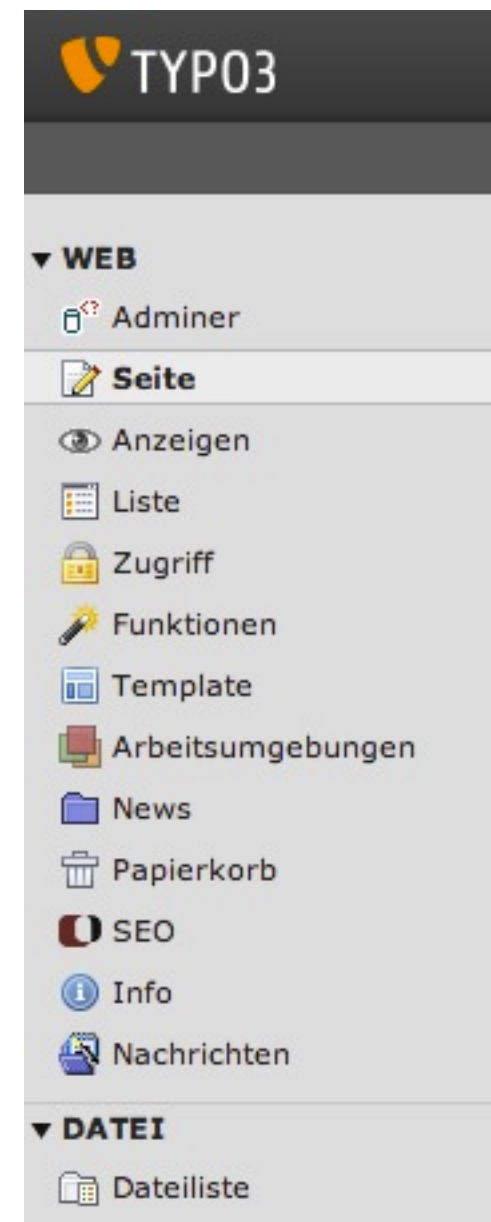 TYPO3
WEB
Adminer
Seite
Anzeigen
Liste
Zugriff
Funktionen
Template
Arbeitsumgebungen
News
Papierkorb
SEO
Info
Nachrichten
DATEI
Dateiliste